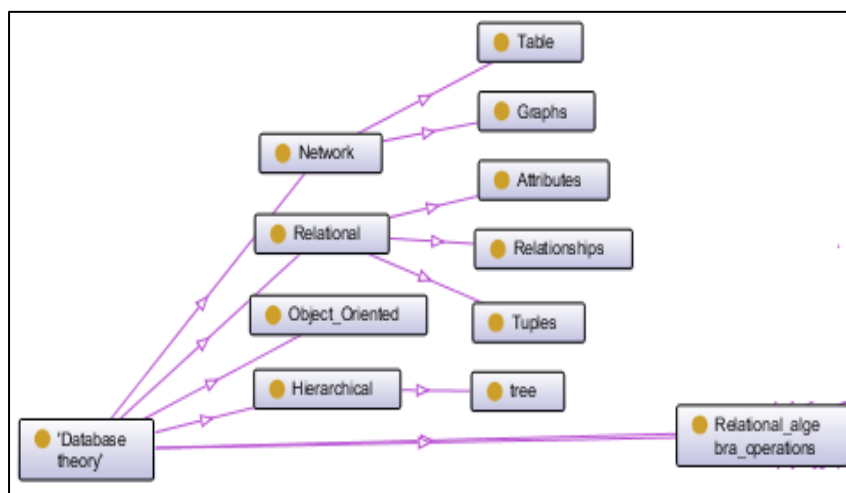 Table
Graphs
Network
Attributes
Relational
Relationships
Object_Oriented
Tuples
Hierarchical
tree
'Database
theory'
Relational_alge
bra_operations